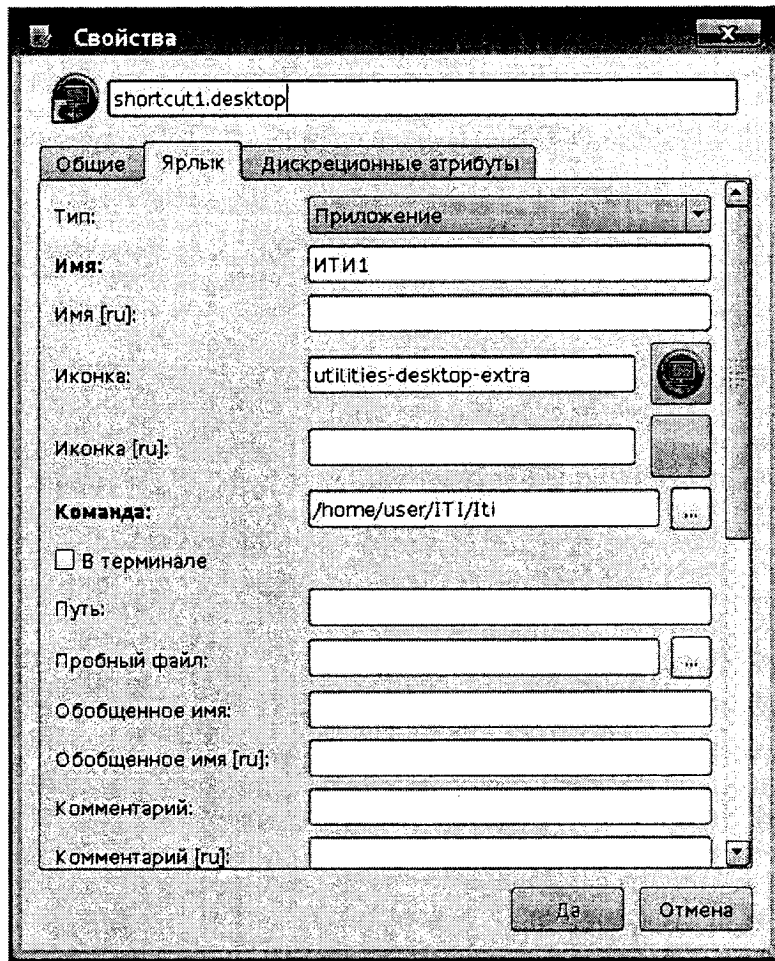 Свойства
shortcut1.desktop
Общие Ярлык Дискреционные атрибуты
Тип: Приложение
Имя: ИТИ1
Имя [ru]:
Иконка: utilities-desktop-extra
Иконка [ru]:
Команда: /home/user/ITI/Iti ...
В терминале
Путь:
Пробный файл: ...
Обобщенное имя:
Обобщенное имя [ru]:
Комментарий:
Комментарий [ru]:
Да Отмена